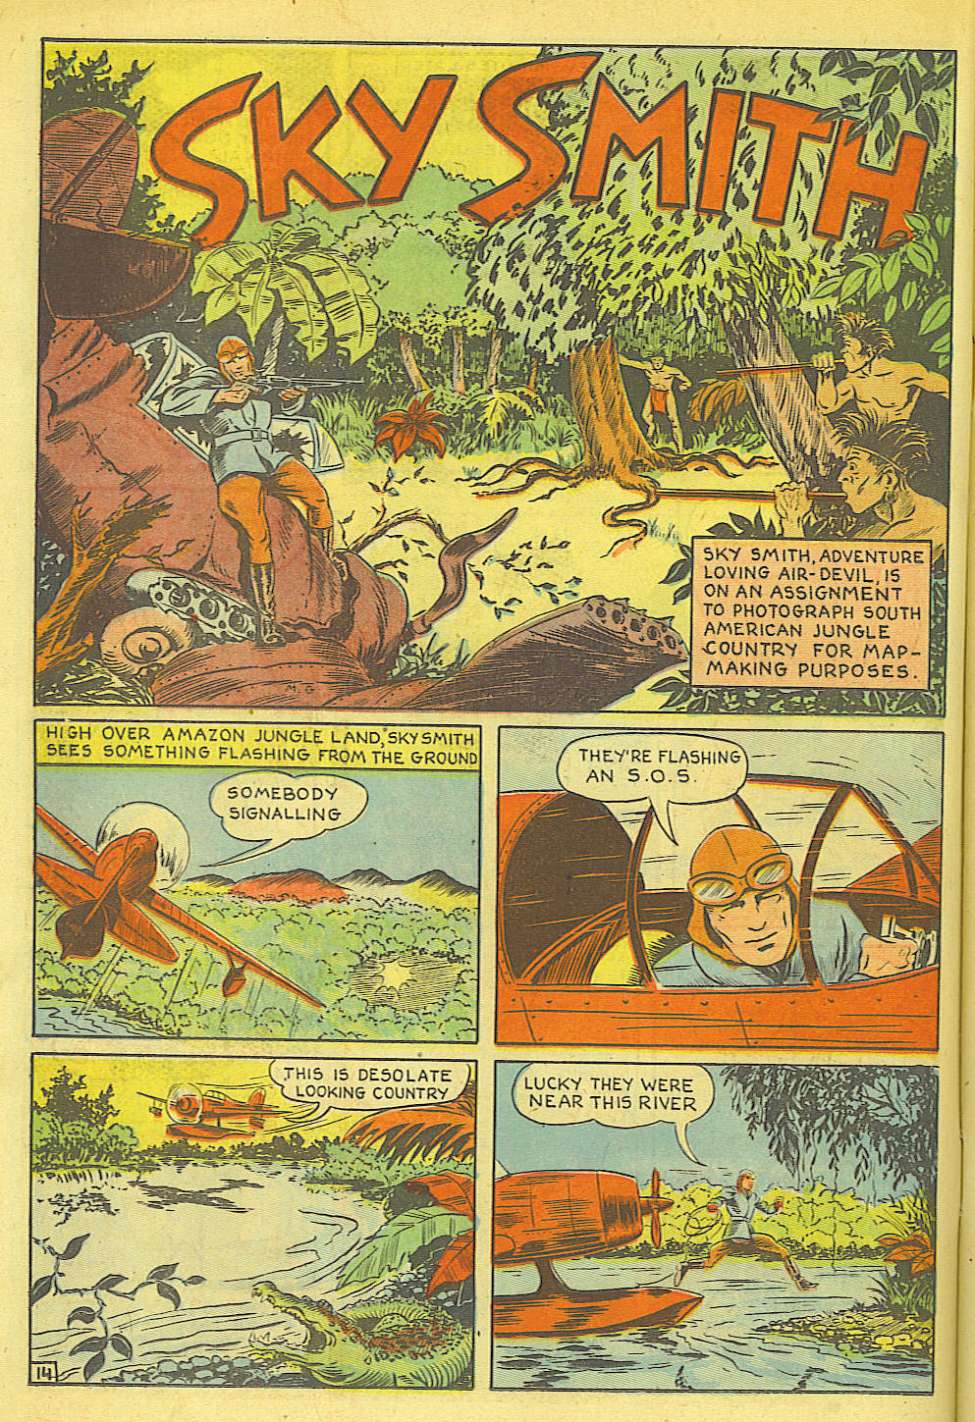 SKY SMITH
SKY SMITH, ADVENTURE
LOVING AIR-DEVIL, IS
ON AN ASSIGNMENT
TO PHOTOGRAPH SOUTH
AMERICAN JUNGLE
COUNTRY FOR MAP-
MAKING PURPOSES.
M.G
HIGH OVER AMAZON JUNGLE LAND, SKY SMITH
SEES SOMETHING FLASHING FROM THE GROUND
SOMEBODY
SIGNALLING
THEY'RE FLASHING
AN S.O.S.
THIS IS DESOLATE
LOOKING COUNTRY
LUCKY THEY WERE
NEAR THIS RIVER
14